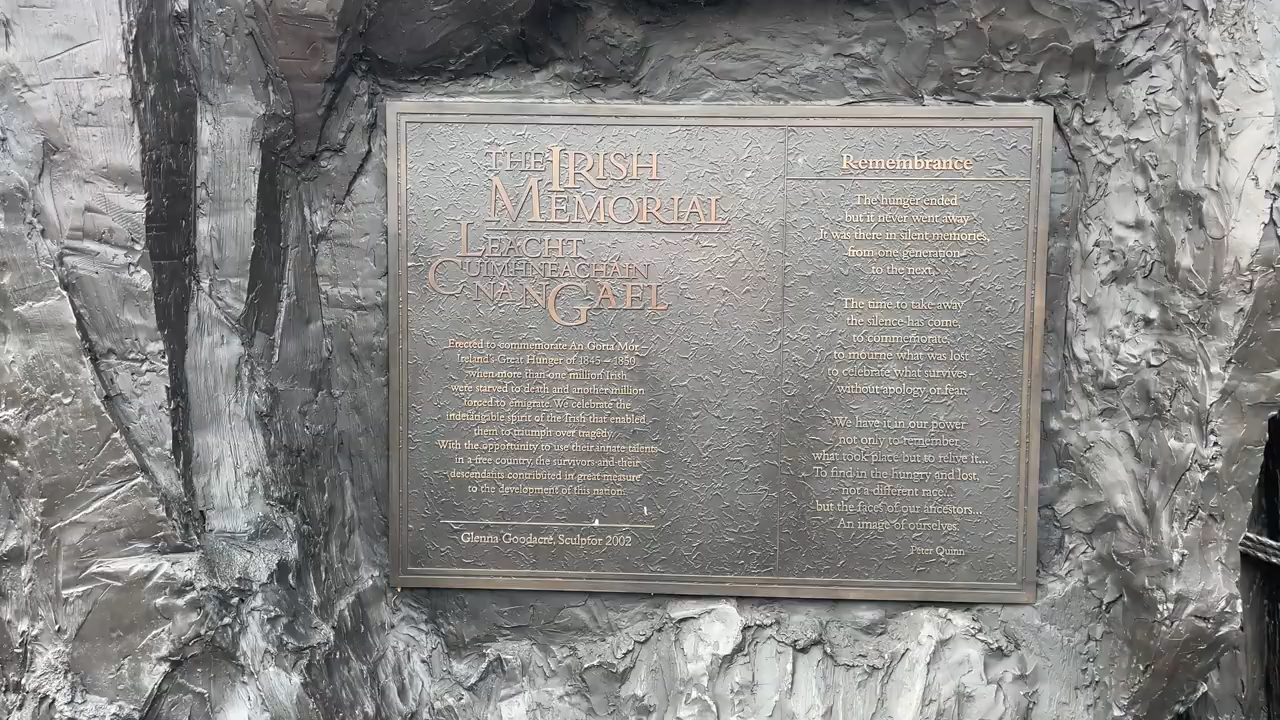 THE IRISH
MEMORIAL
LEACHT
CUIMHNEACHAIN
NA NGAEL
Erected to commemorate An Gorta Mór –
Ireland's Great Hunger of 1845 – 1850
when more than one million Irish
were starved to death and another million
forced to emigrate. We celebrate the
indefatigible spirit of the Irish that enabled
them to triumph over tragedy.
With the opportunity to use their innate talents
in a free country, the survivors and their
descendants contributed in great measure
to the development of this nation.
Glenna Goodacre, Sculptor 2002
Remembrance
The hunger ended
but it never went away
It was there in silent memories,
from one generation
to the next.
The time to take away
the silence has come,
to commemorate,
to mourne what was lost
to celebrate what survives –
without apology or fear.
We have it in our power
not only to remember
what took place but to relive it...
To find in the hungry and lost,
not a different race...
but the faces of our ancestors...
An image of ourselves.
Peter Quinn